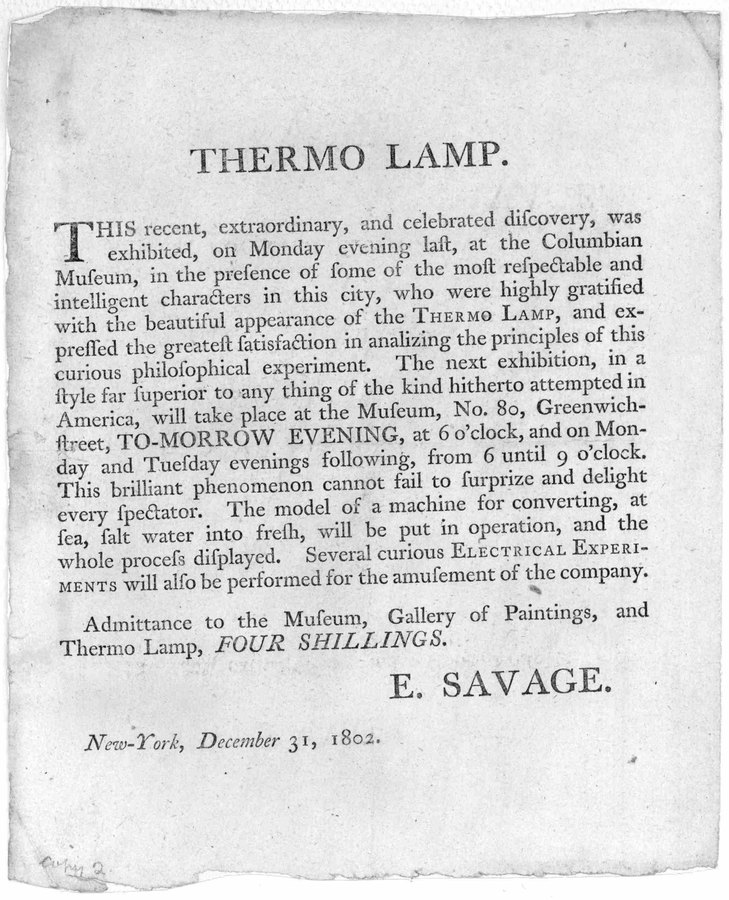 THERMO LAMP.
THIS recent, extraordinary, and celebrated diſcovery, was
exhibited, on Monday evening laſt, at the Columbian
Muſeum, in the preſence of ſome of the moſt reſpectable and
intelligent characters in this city, who were highly gratified
with the beautiful appearance of the THERMO LAMP, and ex-
preſſed the greateſt ſatisfaction in analizing the principles of this
curious philoſophical experiment. The next exhibition, in a
ſtyle far ſuperior to any thing of the kind hitherto attempted in
America, will take place at the Muſeum, No. 80, Greenwich-
ſtreet, TO-MORROW EVENING, at 6 o'clock, and on Mon-
day and Tueſday evenings following, from 6 until 9 o'clock.
This brilliant phenomenon cannot fail to ſurprize and delight
every ſpectator. The model of a machine for converting, at
ſea, ſalt water into freſh, will be put in operation, and the
whole proceſs diſplayed. Several curious ELECTRICAL EXPERI-
MENTS will alſo be performed for the amuſement of the company.
Admittance to the Muſeum, Gallery of Paintings, and
Thermo Lamp, FOUR SHILLINGS.
E. SAVAGE.
New-York, December 31, 1802.
copy 2